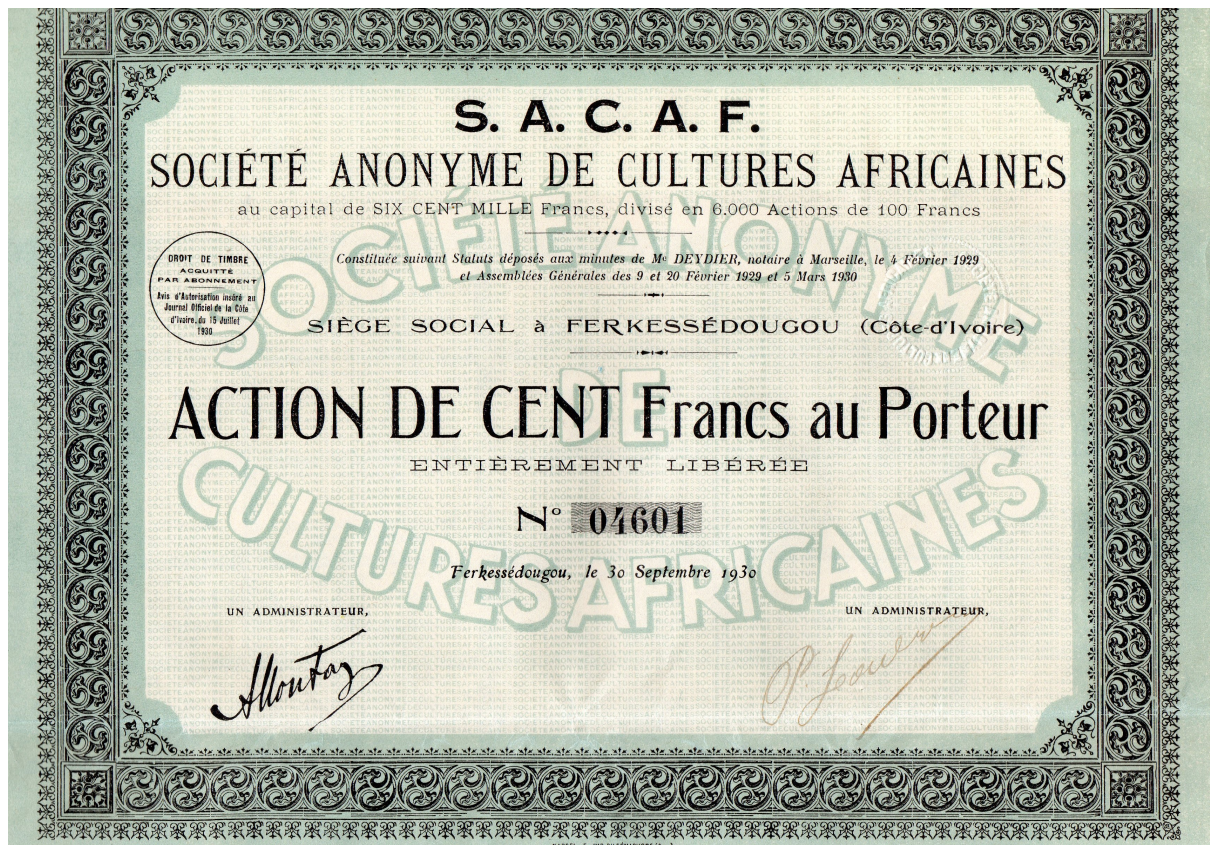 S. A. C. A. F.
SOCIÉTÉ ANONYME DE CULTURES AFRICAINES
au capital de SIX CENT MILLE Francs, divisé en 6.000 Actions de 100 Francs
Constituée suivant Statuts déposés aux minutes de Me DEYDIER, notaire à Marseille, le 4 Février 1929
et Assemblées Générales des 9 et 20 Février 1929 et 5 Mars 1930
DROIT DE TIMBRE
ACQUITTÉ
PAR ABONNEMENT
Avis d'Autorisation inséré au
Journal Officiel de la Côte
d'Ivoire, du 15 Juillet
1930
SIÈGE SOCIAL à FERKESSÉDOUGOU (Côte-d'Ivoire)
SOCIÉTÉ ANONYME
DE
CULTURES AFRICAINES
ACTION DE CENT Francs au Porteur
ENTIÈREMENT LIBÉRÉE
No 04601
Ferkessédougou, le 30 Septembre 1930
UN ADMINISTRATEUR,
UN ADMINISTRATEUR,